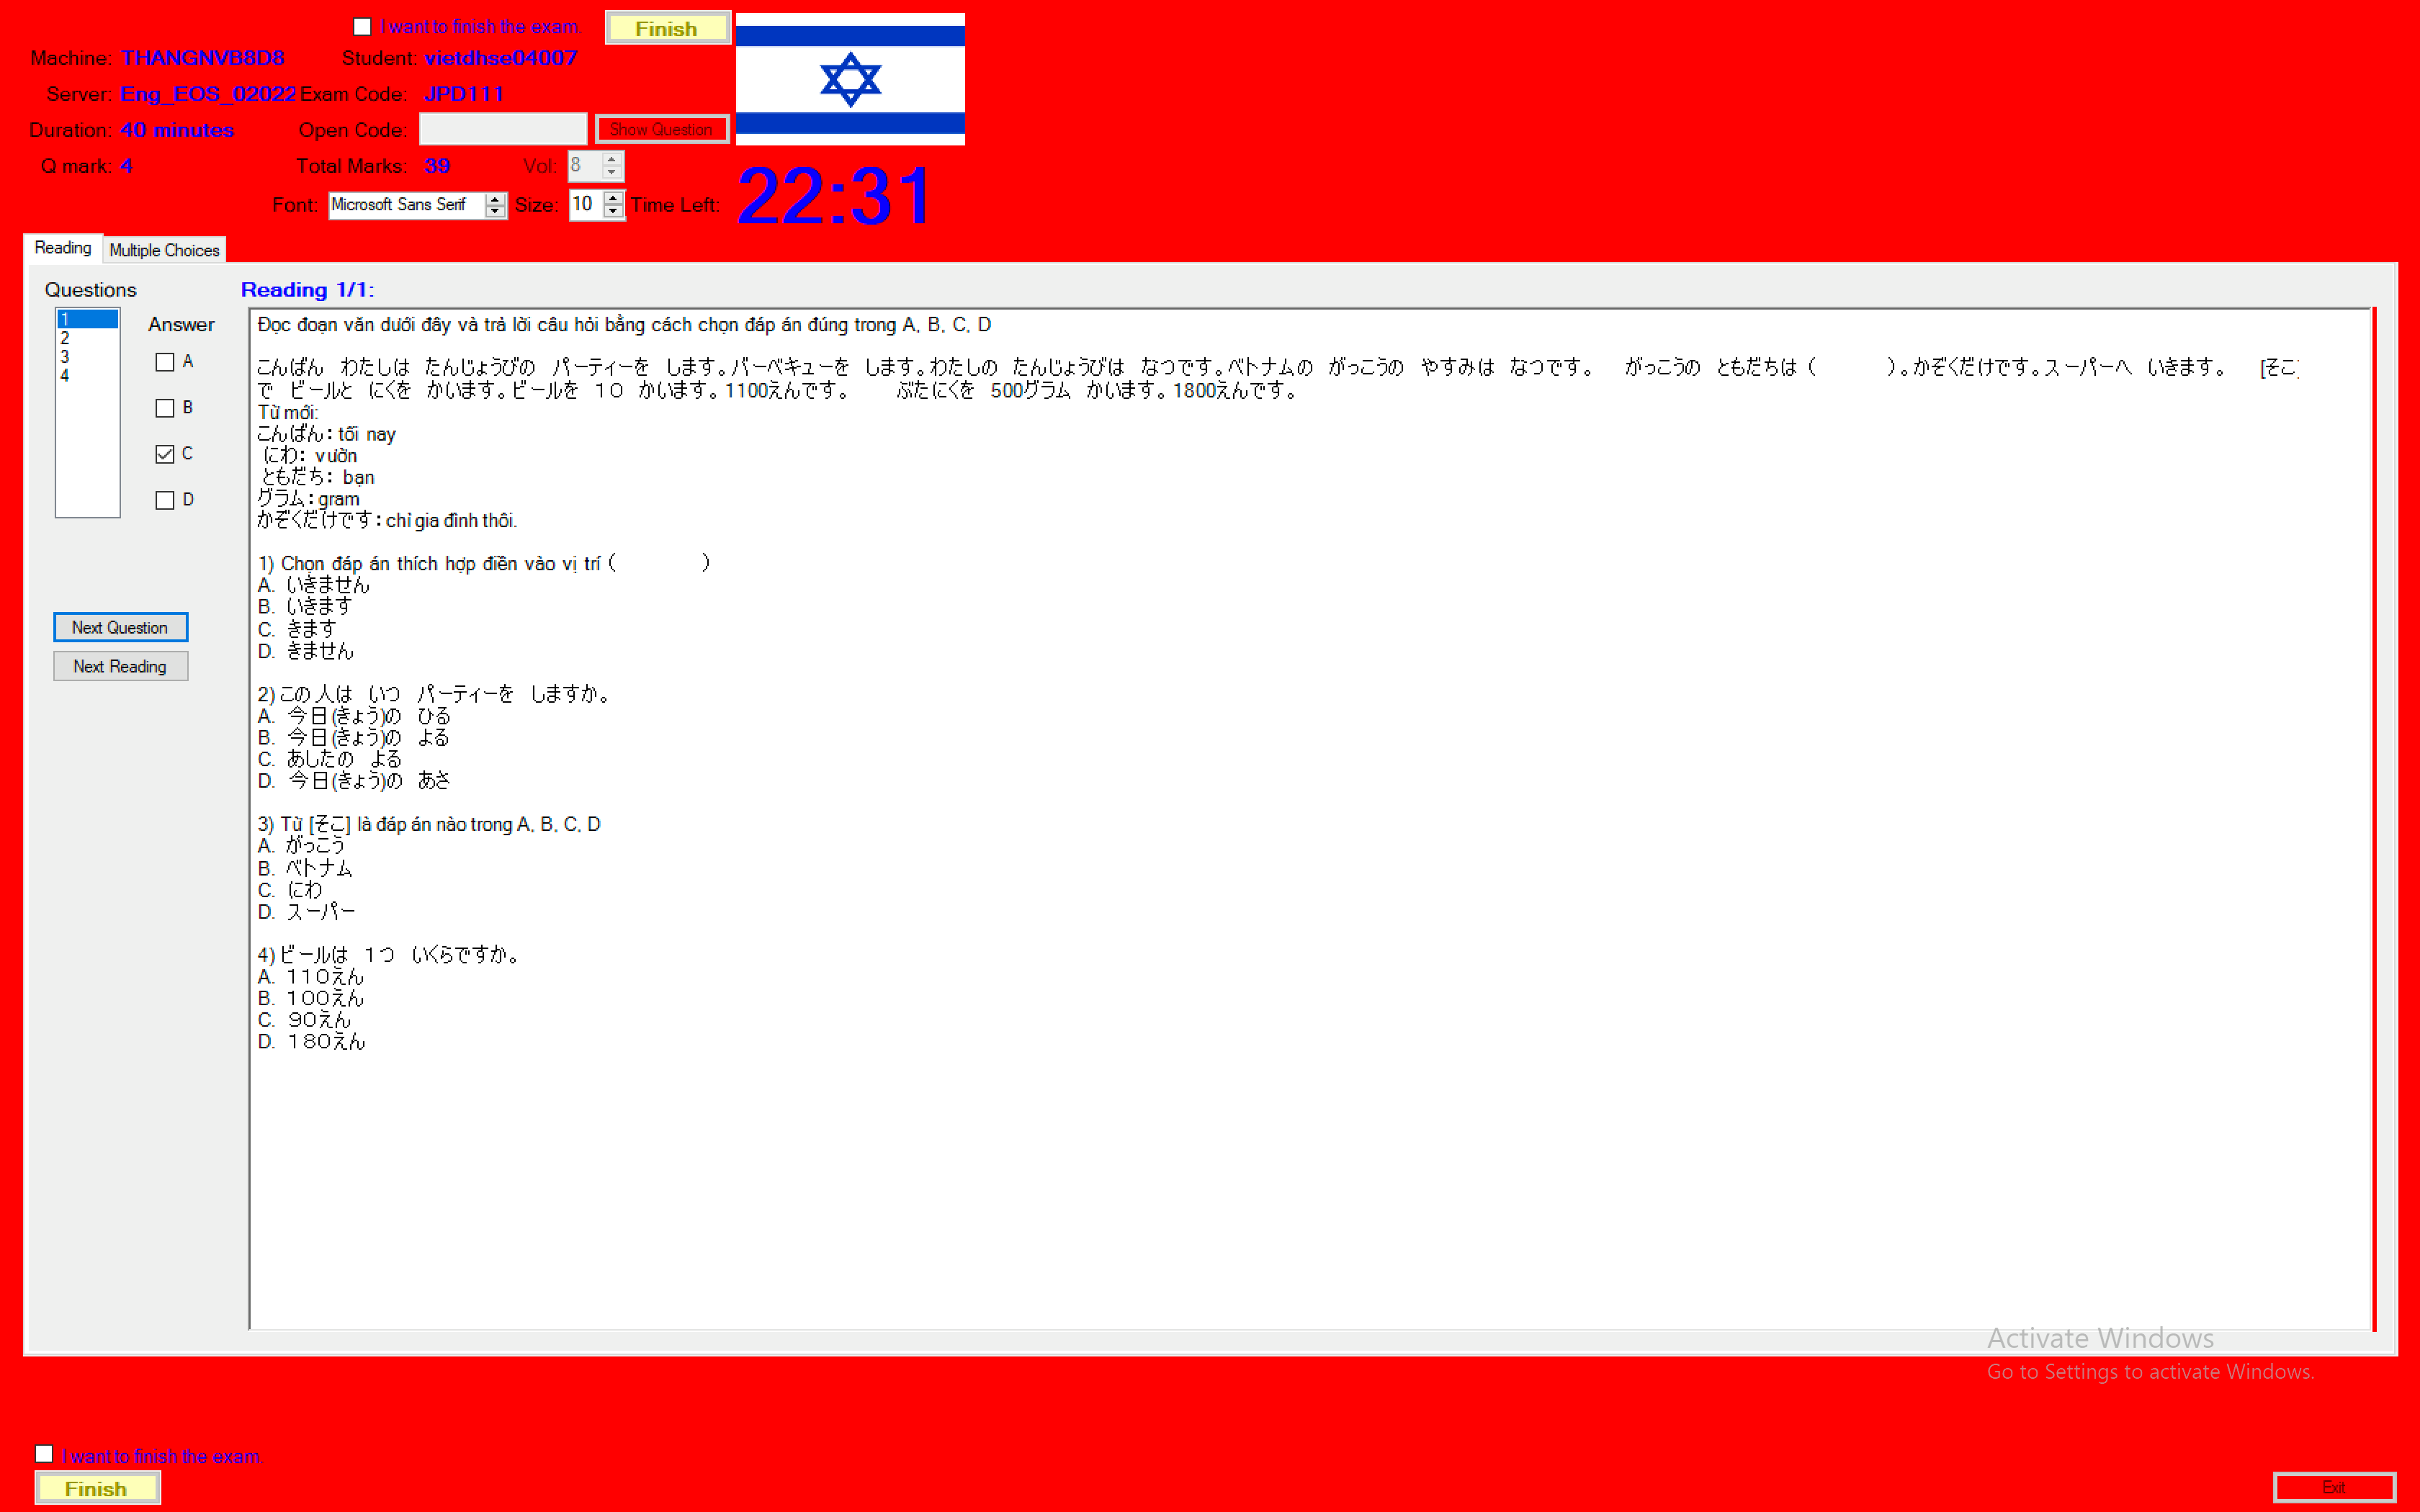 I want to finish the exam.
Finish
Machine: THANGNVB8D8 Student: vietdhse04007
Server: Eng_EOS_02022 Exam Code: JPD111
Duration: 40 minutes Open Code: Show Question
Q mark: 4 Total Marks: 39 Vol: 8
Font: Microsoft Sans Serif Size: 10 Time Left: 22:31
Reading Multiple Choices
Questions
1
2
3
4
Answer
A
B
C
D
Next Question
Next Reading
Reading 1/1:
Đọc đoạn văn dưới đây và trả lời câu hỏi bằng cách chọn đáp án đúng trong A, B, C, D
こんばん わたしは たんじょうびの パーティーを します。バーベキューを します。わたしの たんじょうびは なつです。ベトナムの がっこうの やすみは なつです。 がっこうの ともだちは ( )。かぞくだけです。スーパーへ いきます。 [そこ]
で ビールと にくを かいます。ビールを 10 かいます。1100えんです。 ぶたにくを 500グラム かいます。1800えんです。
Từ mới:
こんばん:tối nay
にわ: vườn
ともだち: bạn
グラム:gram
かぞくだけです:chỉ gia đình thôi.
1) Chọn đáp án thích hợp điền vào vị trí ( )
A. いきません
B. いきます
C. きます
D. きません
2)この人は いつ パーティーを しますか。
A. 今日(きょう)の ひる
B. 今日(きょう)の よる
C. あしたの よる
D. 今日(きょう)の あさ
3) Từ [そこ] là đáp án nào trong A, B, C, D
A. がっこう
B. ベトナム
C. にわ
D. スーパー
4)ビールは 1つ いくらですか。
A. 110えん
B. 100えん
C. 90えん
D. 180えん
Activate Windows
Go to Settings to activate Windows.
I want to finish the exam.
Finish
Exit